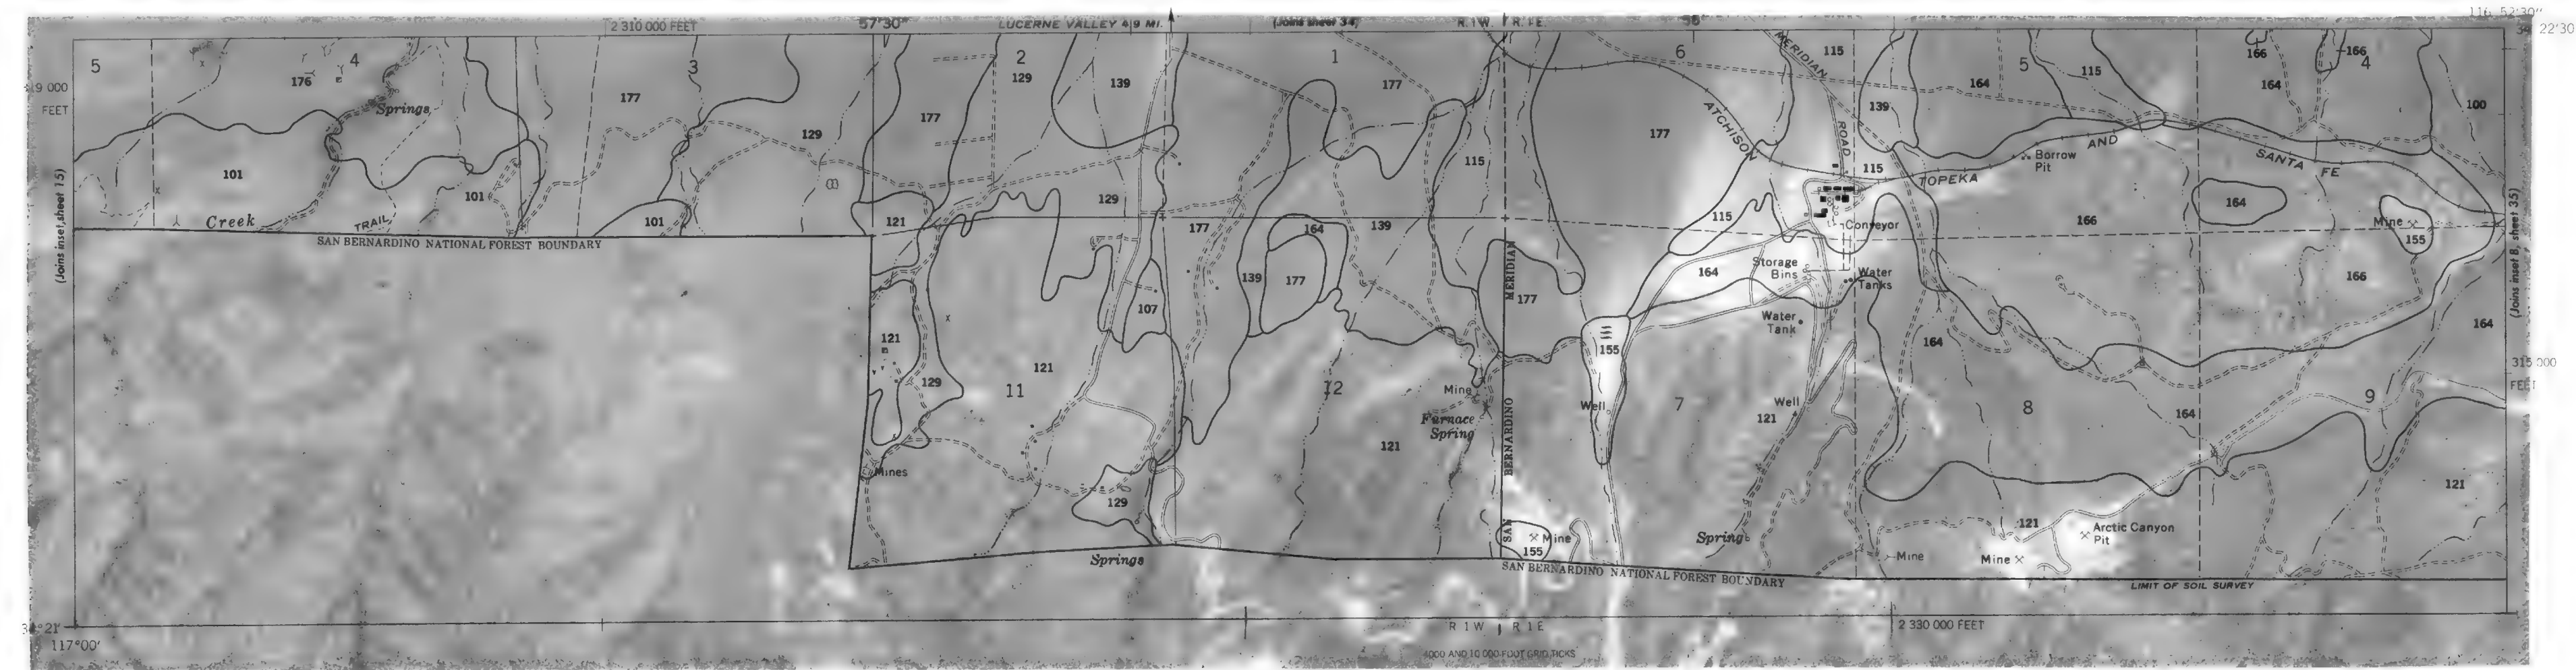 2 310 000 FEET
57'30"
LUCERNE VALLEY 4.9 MI.
(Joins sheet 34)
R. 1 W. R. 1 E.
56'
116 52'30"
22'30
5
4
3
2
1
6
5
4
176
177
129
139
177
115
164
115
166
164
166
100
MERIDIAN
ROAD
139
000
FEET
Springs
177
129
115
177
ATCHISON
TOPEKA
AND
SANTA FE
Borrow
Pit
115
101
101
101
Creek
TRAIL
121
129
177
164
139
115
166
164
Mine
155
Conveyor
SAN BERNARDINO NATIONAL FOREST BOUNDARY
(Joins inset, sheet 15)
(Joins inset B, sheet 35)
139
177
107
177
164
Storage
Bins
Water
Tanks
166
Water
Tank
164
164
121
121
129
11
12
155
7
8
9
315 000
FEET
Mine
Furnace
Spring
Well
Well
121
121
164
121
Mines
129
SAN BERNARDINO MERIDIAN
Springs
155
Mine
Spring
Mine
Mine
121
Arctic Canyon
Pit
SAN BERNARDINO NATIONAL FOREST BOUNDARY
LIMIT OF SOIL SURVEY
21'
117°00'
R 1 W R 1 E
2 330 000 FEET
4000 AND 10 000-FOOT GRID TICKS